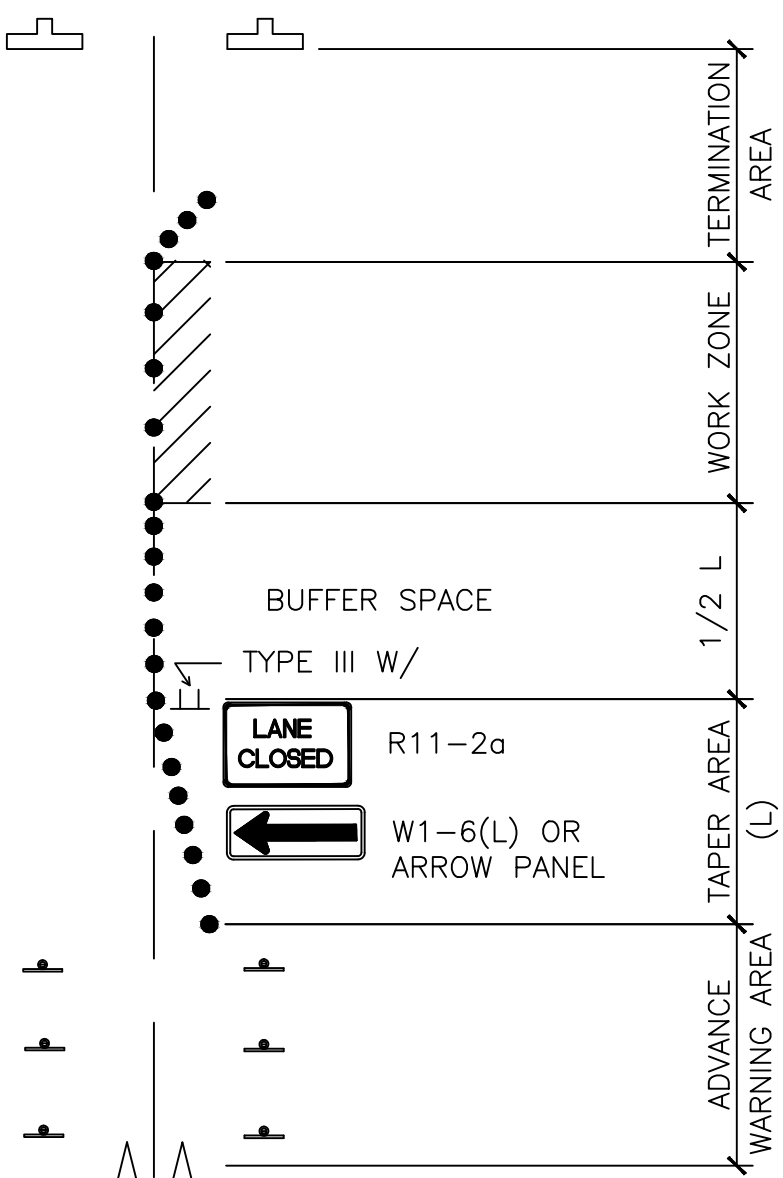 TERMINATION
AREA
WORK ZONE
BUFFER SPACE
1/2 L
TYPE III W/
LANE
CLOSED
R11-2a
W1-6(L) OR
ARROW PANEL
TAPER AREA
(L)
ADVANCE
WARNING AREA